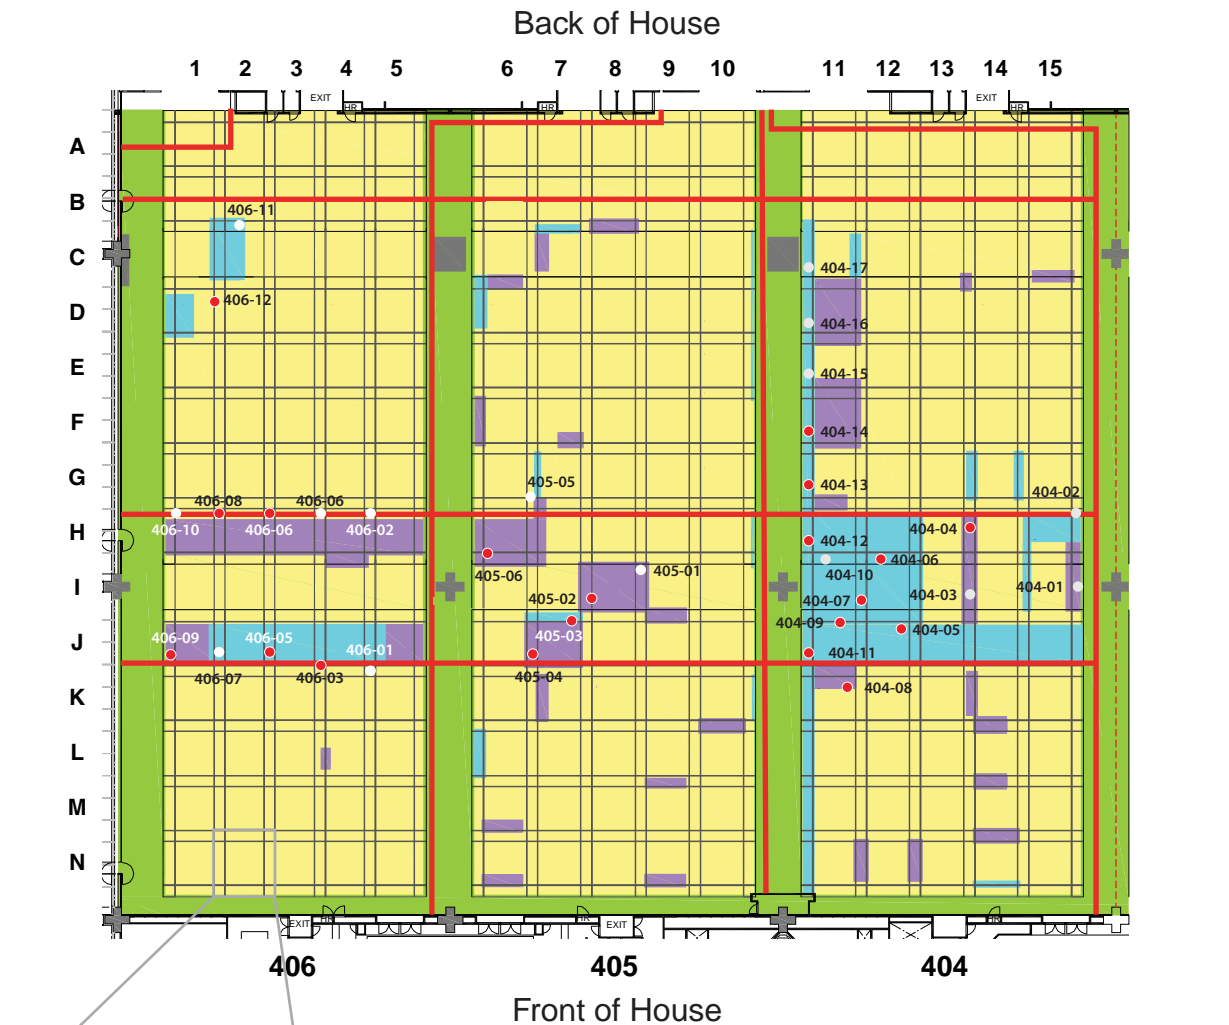 Back of House
1 2 3 4 5 6 7 8 9 10 11 12 13 14 15
EXIT EXIT
HR HR HR
A
B
406-11
C
404-17
406-12
D
404-16
E
404-15
F
404-14
G
405-05
404-13
404-02
406-08 406-06
H
406-10 406-06 406-02
404-04
404-12
404-06
405-06 405-01 404-10
I
404-03 404-01
405-02 404-07
404-09
404-05
J
406-09 406-05 405-03
406-01
404-11
406-07 406-03 405-04
K
404-08
L
M
N
HR HR HR
EXIT EXIT
406 405 404
Front of House